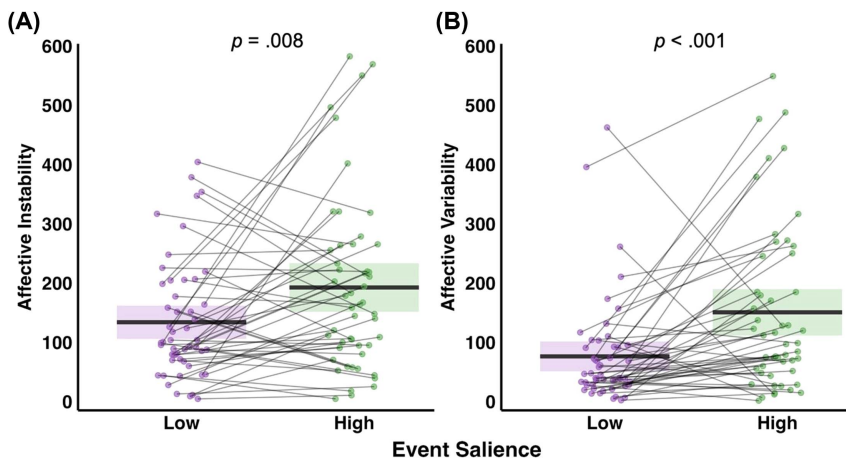 (A)
p = .008
Affective Instability
600
500
400
300
200
100
0
Low
High
(B)
p < .001
Affective Variability
600
500
400
300
200
100
0
Low
High
Event Salience